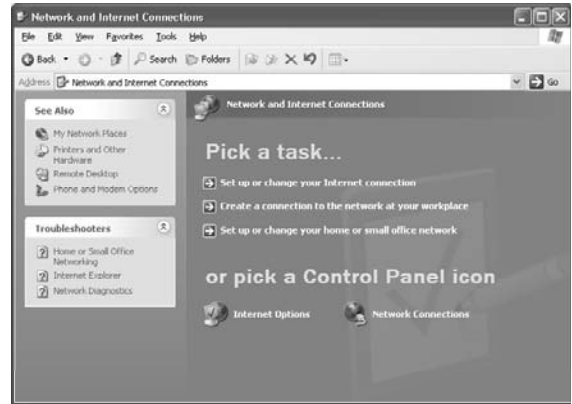 Network and Internet Connections
File Edit View Favorites Tools Help
Back Search Folders
Address Network and Internet Connections Go
See Also
My Network Places
Printers and Other
Hardware
Remote Desktop
Phone and Modem Options
Troubleshooters
Home or Small Office
Networking
Internet Explorer
Network Diagnostics
Network and Internet Connections
Pick a task...
Set up or change your Internet connection
Create a connection to the network at your workplace
Set up or change your home or small office network
or pick a Control Panel icon
Internet Options Network Connections